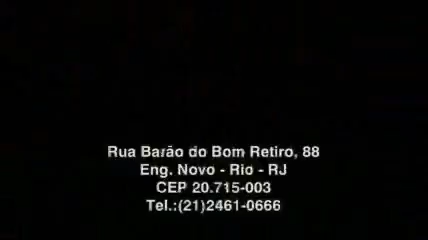 Rua Barão do Bom Retiro, 88
Eng. Novo - Rio - RJ
CEP 20.715-003
Tel.:(21)2461-0666